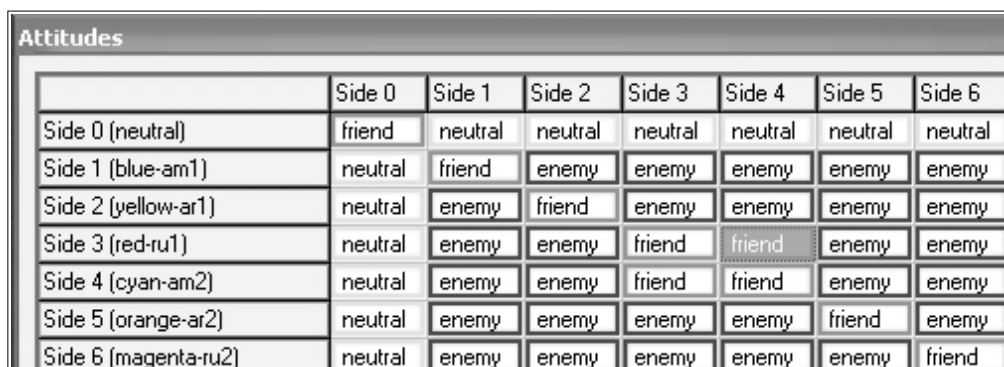 Attitudes
Side 0 Side 1 Side 2 Side 3 Side 4 Side 5 Side 6
Side 0 (neutral) friend neutral neutral neutral neutral neutral neutral
Side 1 (blue-am1) neutral friend enemy enemy enemy enemy enemy
Side 2 (yellow-ar1) neutral enemy friend enemy enemy enemy enemy
Side 3 (red-ru1) neutral enemy enemy friend friend enemy enemy
Side 4 (cyan-am2) neutral enemy enemy friend friend enemy enemy
Side 5 (orange-ar2) neutral enemy enemy enemy enemy friend enemy
Side 6 (magenta-ru2) neutral enemy enemy enemy enemy enemy friend